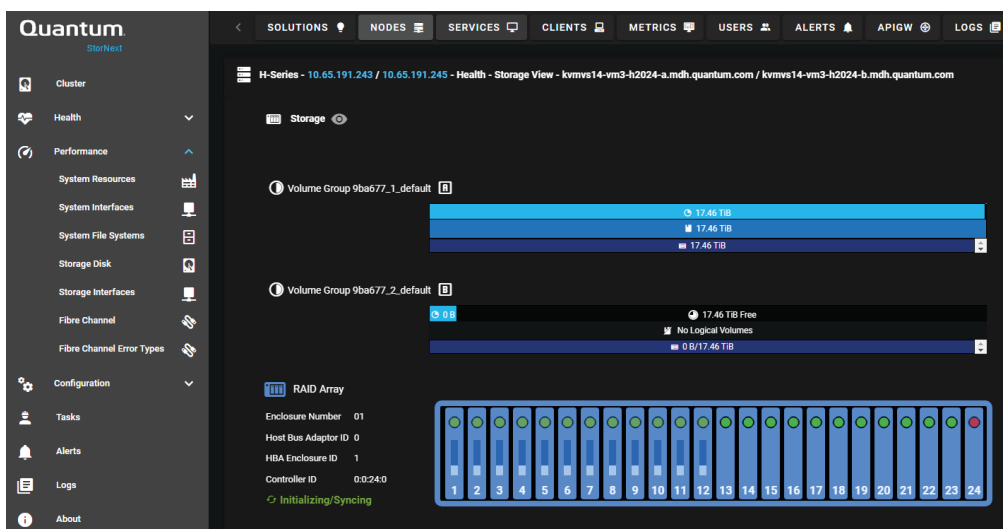 Quantum
StorNext
SOLUTIONS
NODES
SERVICES
CLIENTS
METRICS
USERS
ALERTS
APIGW
LOGS
Cluster
Health
Performance
System Resources
System Interfaces
System File Systems
Storage Disk
Storage Interfaces
Fibre Channel
Fibre Channel Error Types
Configuration
Tasks
Alerts
Logs
About
H-Series - 10.65.191.243 / 10.65.191.245 - Health - Storage View - kvmvs14-vm3-h2024-a.mdh.quantum.com / kvmvs14-vm3-h2024-b.mdh.quantum.com
Storage
Volume Group 9ba677_1_default A
17.46 TiB
17.46 TiB
17.46 TiB
Volume Group 9ba677_2_default B
0 B 17.46 TiB Free
No Logical Volumes
0 B/17.46 TiB
RAID Array
Enclosure Number 01
Host Bus Adaptor ID 0
HBA Enclosure ID 1
Controller ID 0:0:24:0
Initializing/Syncing
1 2 3 4 5 6 7 8 9 10 11 12 13 14 15 16 17 18 19 20 21 22 23 24